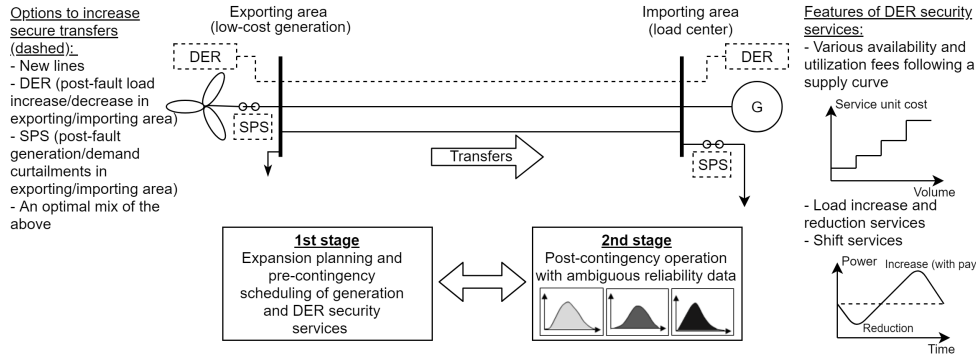 Options to increase
secure transfers
(dashed):
- New lines
- DER (post-fault load
increase/decrease in
exporting/importing area)
- SPS (post-fault
generation/demand
curtailments in
exporting/importing area)
- An optimal mix of the
above
Exporting area
(low-cost generation)
DER
SPS
Transfers
Importing area
(load center)
DER
G
SPS
1st stage
Expansion planning and
pre-contingency
scheduling of generation
and DER security
services
2nd stage
Post-contingency operation
with ambiguous reliability data
Features of DER security
services:
- Various availability and
utilization fees following a
supply curve
Service unit cost
Volume
- Load increase and
reduction services
- Shift services
Power
Increase (with pay
Reduction
Time